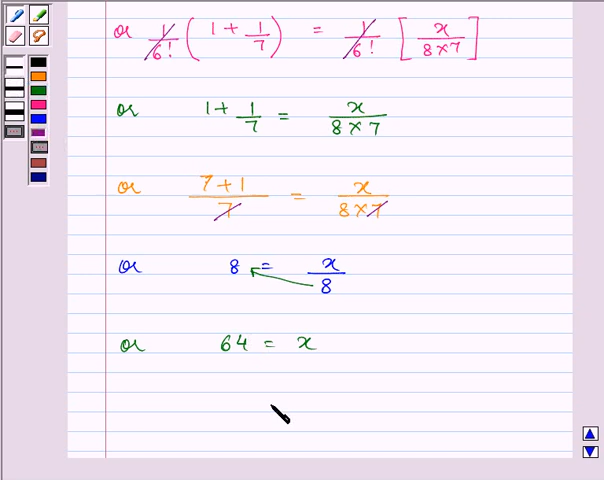 or 1/6! ( 1 + 1/7 ) = 1/6! [ x/8×7 ]
or 1 + 1/7 = x/8×7
or 7+1/7 = x/8×7
or 8 = x/8
or 64 = x